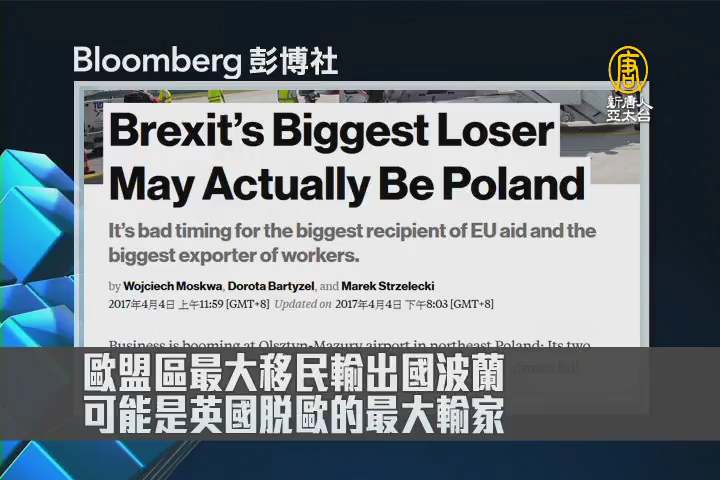 Bloomberg 彭博社
唐
新唐人
亞太台
Brexit's Biggest Loser
May Actually Be Poland
It's bad timing for the biggest recipient of EU aid and the
biggest exporter of workers.
by Wojciech Moskwa, Dorota Bartyzel, and Marek Strzelecki
2017年4月4日 上午11:59 [GMT+8] Updated on 2017年4月4日 下午8:03 [GMT+8]
Business is booming at Olsztyn-Mazury airport in northeast Poland: Its two
歐盟區最大移民輸出國波蘭
可能是英國脫歐的最大輸家